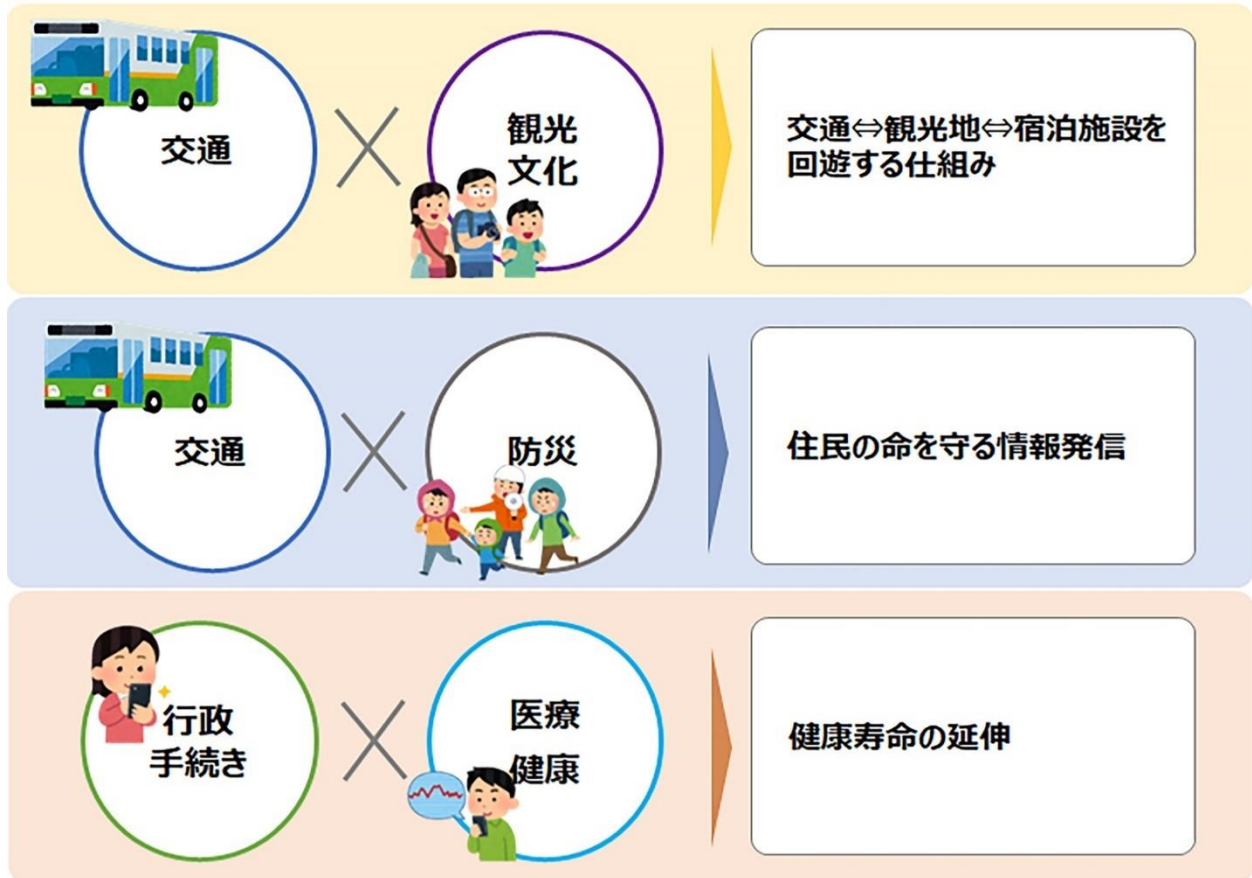 交通
観光
文化
交通⇔観光地⇔宿泊施設を
回遊する仕組み
交通
防災
住民の命を守る情報発信
行政
手続き
医療
健康
健康寿命の延伸